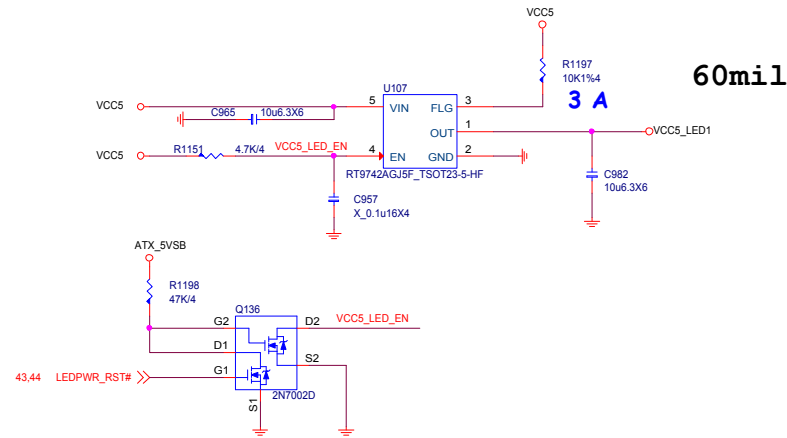 VCC5
R1197
10K1%4
60mil
U107
3 A
C965
10u6.3X6
VCC5
5
VIN
FLG
3
OUT
1
VCC5_LED1
VCC5
R1151
4.7K/4
VCC5_LED_EN
4
EN
GND
2
RT9742AGJ5F_TSOT23-5-HF
C982
10u6.3X6
C957
X_0.1u16X4
ATX_5VSB
R1198
47K/4
Q136
G2
D2
VCC5_LED_EN
D1
S2
43,44
LEDPWR_RST#
G1
2N7002D
S1